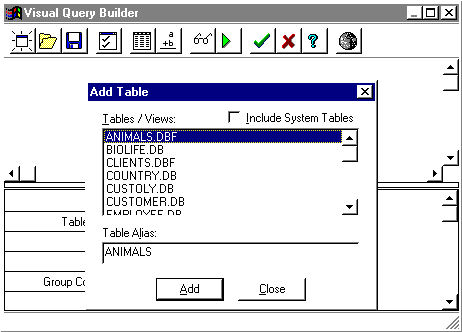 Visual Query Builder
a
+b
?
Add Table
Tables / Views:
Include System Tables
ANIMALS.DBF
BIOLIFE.DB
CLIENTS.DBF
COUNTRY.DB
CUSTOLY.DB
CUSTOMER.DB
EMPLOYEE.DB
Table
Table Alias:
ANIMALS
Group Co
Add
Close